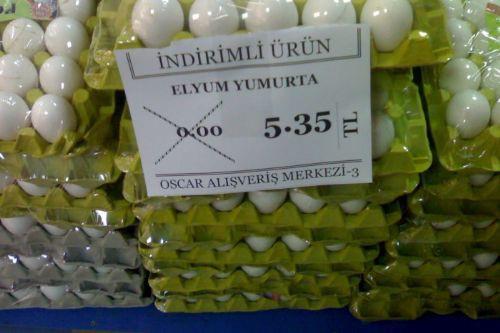 İNDİRİMLİ ÜRÜN
ELYUM YUMURTA
0.00 5.35 TL
OSCAR ALIŞVERİŞ MERKEZİ-3